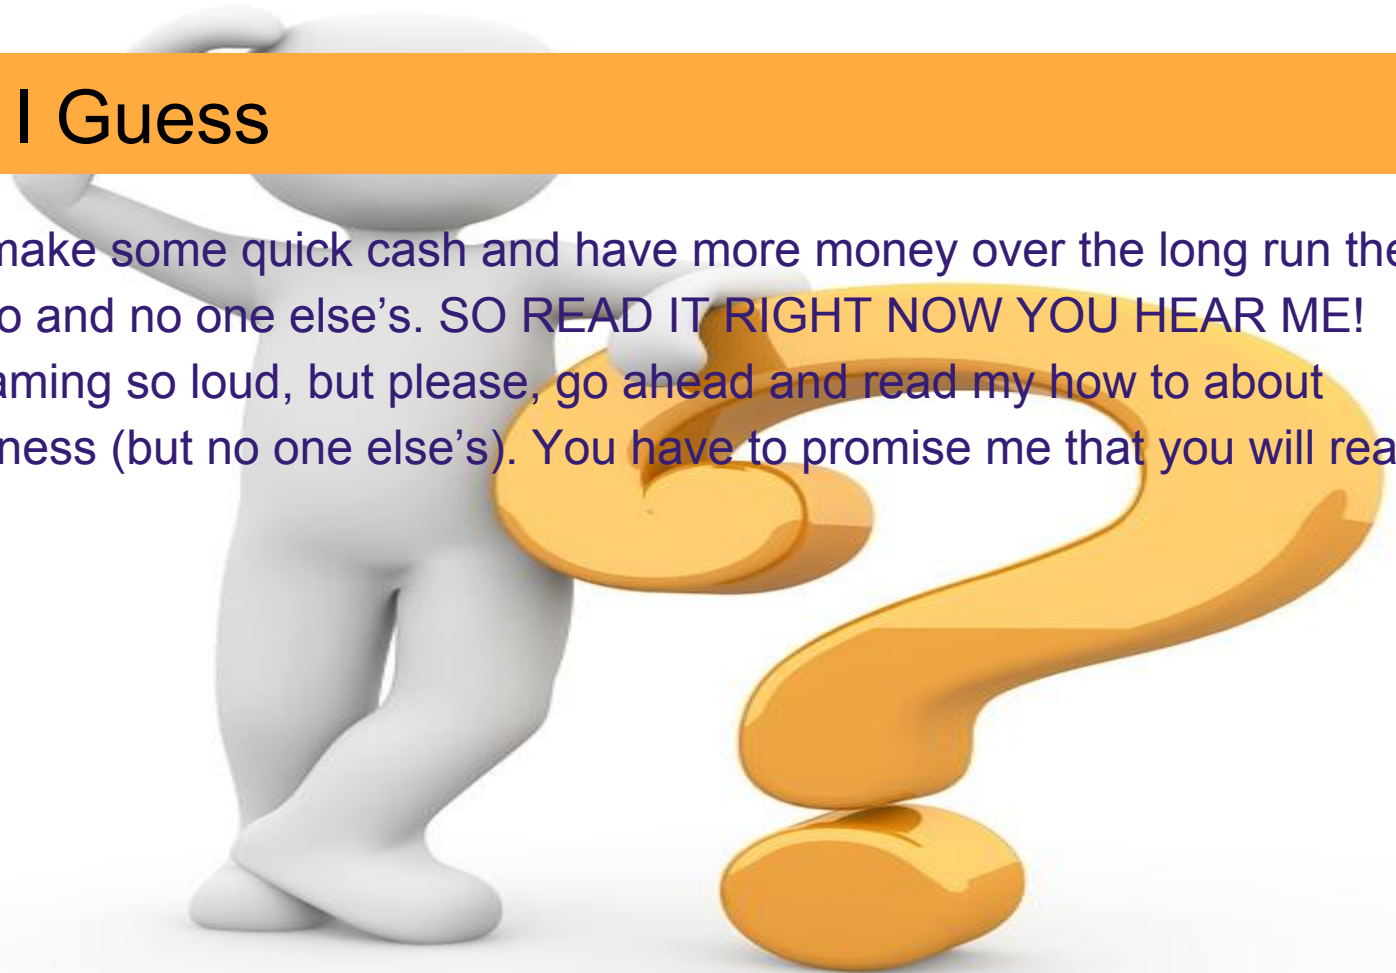 I Guess
make some quick cash and have more money over the long run the
o and no one else's. SO READ IT RIGHT NOW YOU HEAR ME!
aming so loud, but please, go ahead and read my how to about
ness (but no one else's). You have to promise me that you will rea